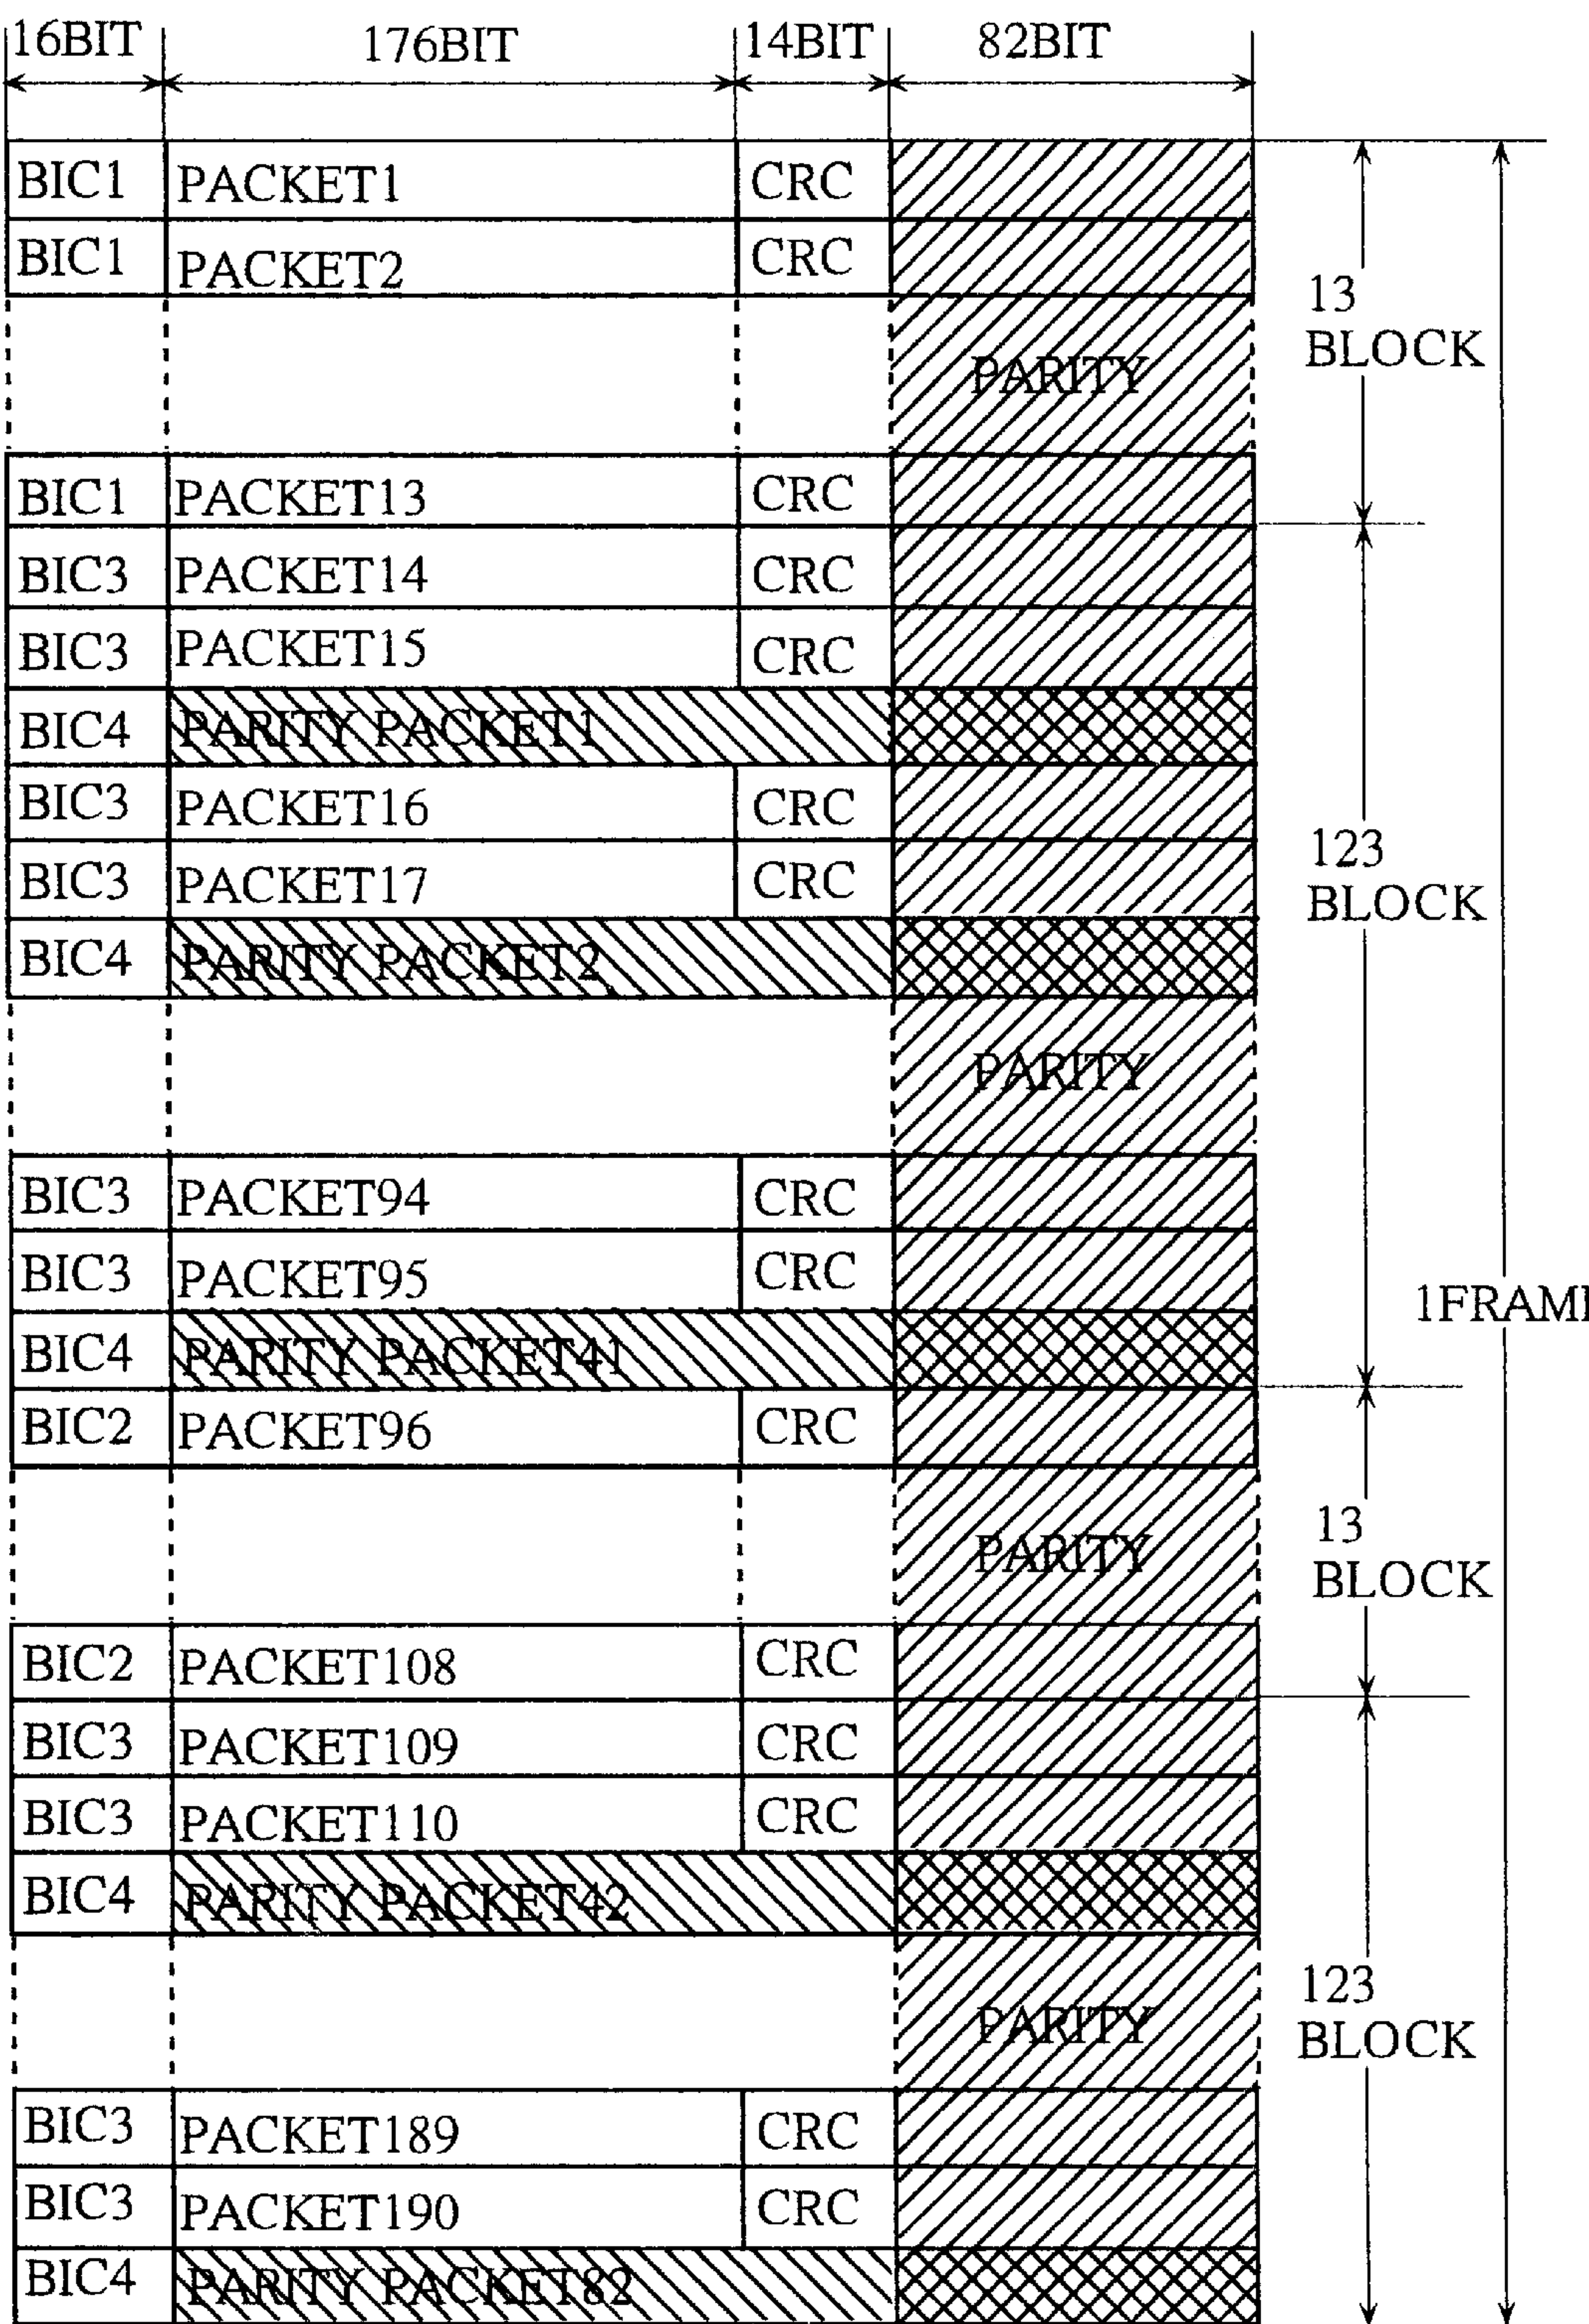 16BIT 176BIT 14BIT 82BIT
BIC1 PACKET1 CRC
BIC1 PACKET2 CRC
13
BLOCK
PARITY
BIC1 PACKET13 CRC
BIC3 PACKET14 CRC
BIC3 PACKET15 CRC
BIC4 PARITY PACKET1
BIC3 PACKET16 CRC
123
BLOCK
BIC3 PACKET17 CRC
BIC4 PARITY PACKET2
PARITY
BIC3 PACKET94 CRC
BIC3 PACKET95 CRC
1FRAME
BIC4 PARITY PACKET41
BIC2 PACKET96 CRC
13
BLOCK
PARITY
BIC2 PACKET108 CRC
BIC3 PACKET109 CRC
BIC3 PACKET110 CRC
BIC4 PARITY PACKET42
123
BLOCK
PARITY
BIC3 PACKET189 CRC
BIC3 PACKET190 CRC
BIC4 PARITY PACKET82